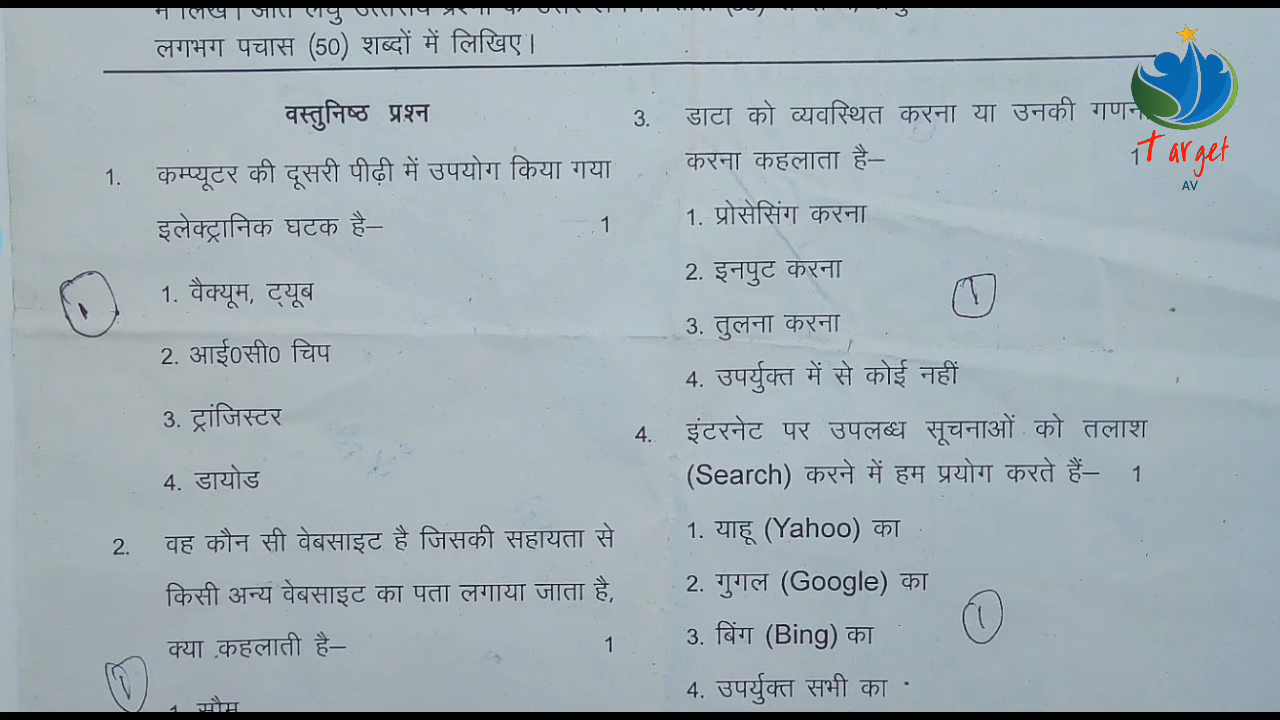 लगभग पचास (50) शब्दों में लिखिए।
वस्तुनिष्ठ प्रश्न
1. कम्प्यूटर की दूसरी पीढ़ी में उपयोग किया गया
इलेक्ट्रानिक घटक है– 1
1. वैक्यूम, ट्यूब
2. आई0सी0 चिप
3. ट्रांजिस्टर
4. डायोड
2. वह कौन सी वेबसाइट है जिसकी सहायता से
किसी अन्य वेबसाइट का पता लगाया जाता है,
क्या कहलाती है– 1
3. डाटा को व्यवस्थित करना या उनकी
करना कहलाता है– 1
1. प्रोसेसिंग करना
2. इनपुट करना
3. तुलना करना
4. उपर्युक्त में से कोई नहीं
4. इंटरनेट पर उपलब्ध सूचनाओं को तलाश
(Search) करने में हम प्रयोग करते हैं– 1
1. याहू (Yahoo) का
2. गुगल (Google) का
3. बिंग (Bing) का
4. उपर्युक्त सभी का
Target
AV